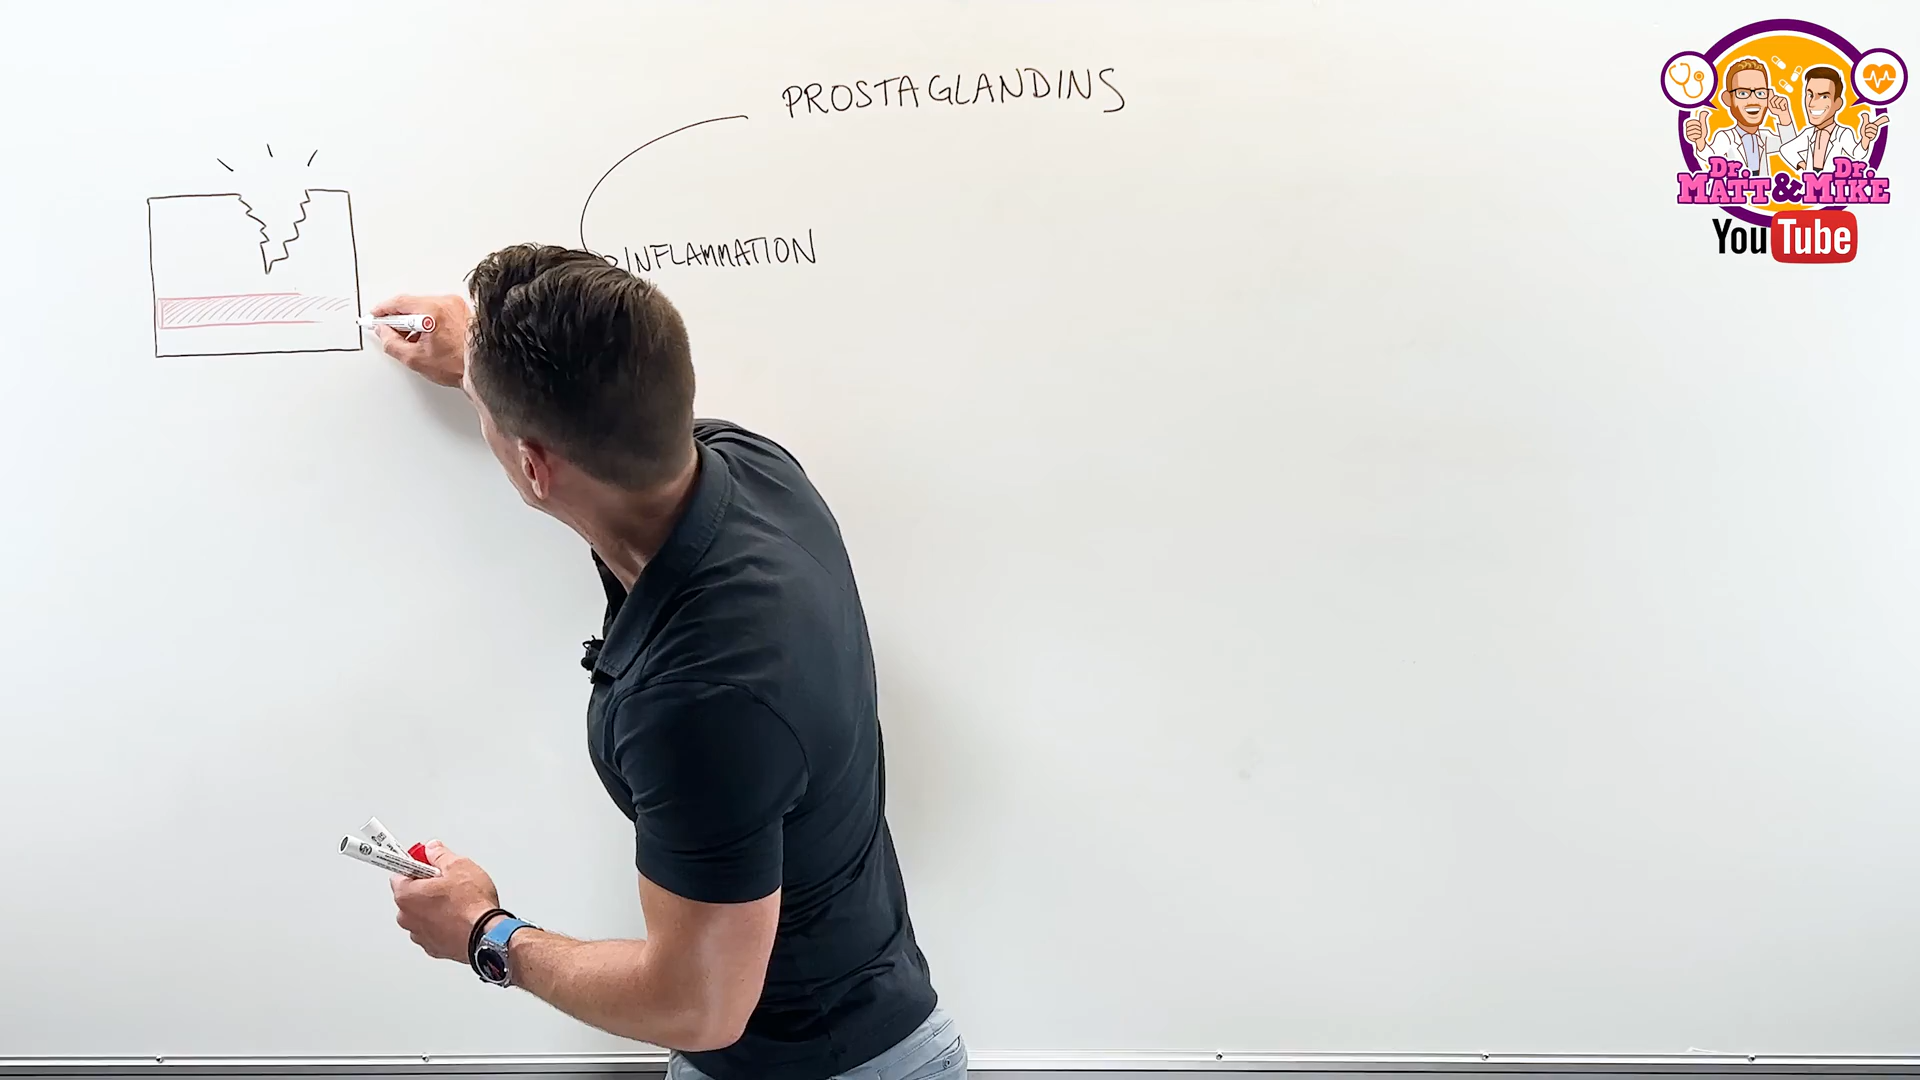 PROSTAGLANDINS
INFLAMMATION
Dr. Dr.
MATT & MIKE
YouTube